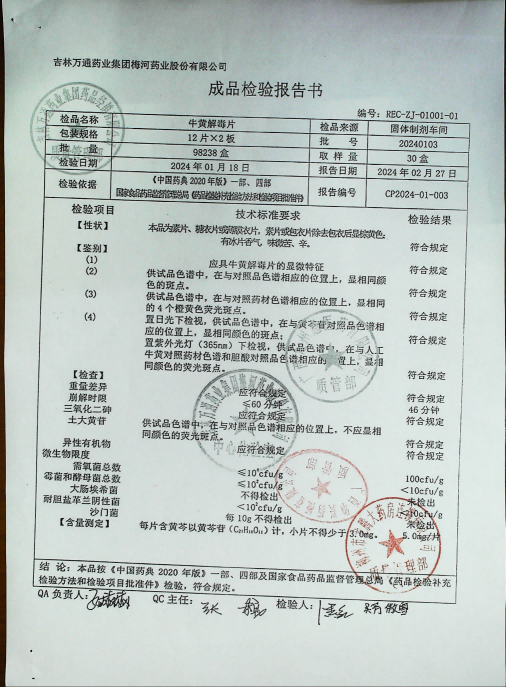 吉林万通药业集团梅河药业股份有限公司
成品检验报告书
编号：REC-ZJ-01001-01
检品名称 牛黄解毒片 检品来源 固体制剂车间
包装规格 12片×2板 批 号 20240103
批 量 98238盒 取 样 量 30盒
检验日期 2024年01月18日 报告日期 2024年02月27日
检验依据 《中国药典2020年版》一部、四部 报告编号 CP2024-01-003
检验项目 技术标准要求 检验结果
【性状】 本品为素片、糖衣片或薄膜衣片，素片或包衣片除去包衣后显棕黄色； 符合规定
有冰片香气，味微苦、辛。
【鉴别】
(1) 应具牛黄解毒片的显微特征 符合规定
(2) 供试品色谱中，在与对照品色谱相应的位置上，显相同颜 符合规定
色的斑点。
(3) 供试品色谱中，在与对照药材色谱相应的位置上，显相同 符合规定
的4个橙黄色荧光斑点。
(4) 置日光下检视，供试品色谱中，在与黄芩苷对照品色谱相 符合规定
应的位置上，显相同颜色的斑点；
置紫外光灯（365nm）下检视，供试品色谱中，在与人工
牛黄对照药材色谱和胆酸对照品色谱相应的位置上，显相
同颜色的荧光斑点。 符合规定
【检查】
重量差异 应符合规定 符合规定
崩解时限 ≤60分钟 46分钟
三氧化二砷 应符合规定 符合规定
土大黄苷 供试品色谱中，在与对照品色谱相应的位置上，不应显相 符合规定
同颜色荧光斑点。
异性有机物 应符合规定 符合规定
微生物限度 符合规定
需氧菌总数 100cfu/g
霉菌和酵母菌总数 <10cfu/g
大肠埃希菌 不得检出 未检出
耐胆盐革兰阴性菌
沙门菌 每10g不得检出 未检出
【含量测定】 每片含黄芩以黄芩苷（C₂₁H₁₈O₁₁）计，小片不得少于3.0mg。 5.0mg/片
结 论：本品按《中国药典2020年版》一部、四部及国家食品药品监督管理总局《药品检验补充
检验方法和检验项目批准件》检验，符合规定。
QA负责人： QC主任： 检验人：
质管部